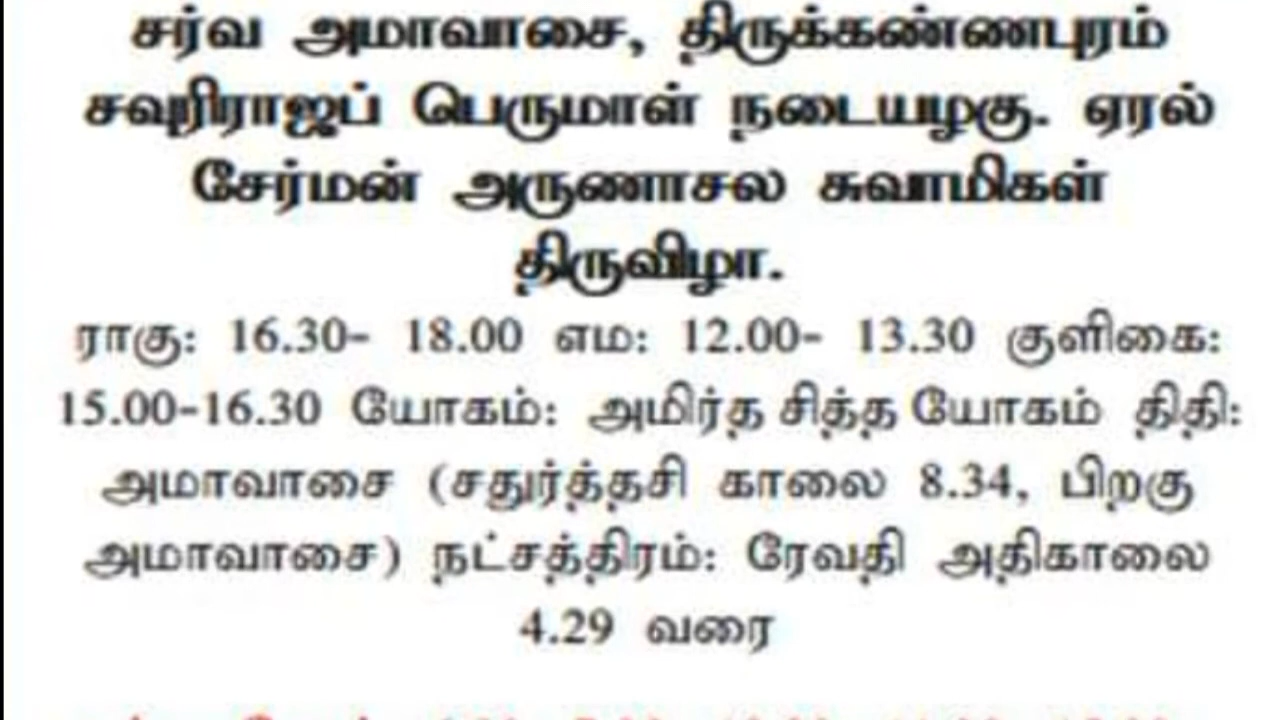 சர்வ அமாவாசை, திருக்கண்ணபுரம்
சவுரிராஜப் பெருமாள் நடையழகு. ஏரல்
சேர்மன் அருணாசல சுவாமிகள்
திருவிழா.
ராகு: 16.30- 18.00 எம: 12.00- 13.30 குளிகை:
15.00-16.30 யோகம்: அமிர்த சித்த யோகம் திதி:
அமாவாசை (சதுர்த்தசி காலை 8.34, பிறகு
அமாவாசை) நட்சத்திரம்: ரேவதி அதிகாலை
4.29 வரை